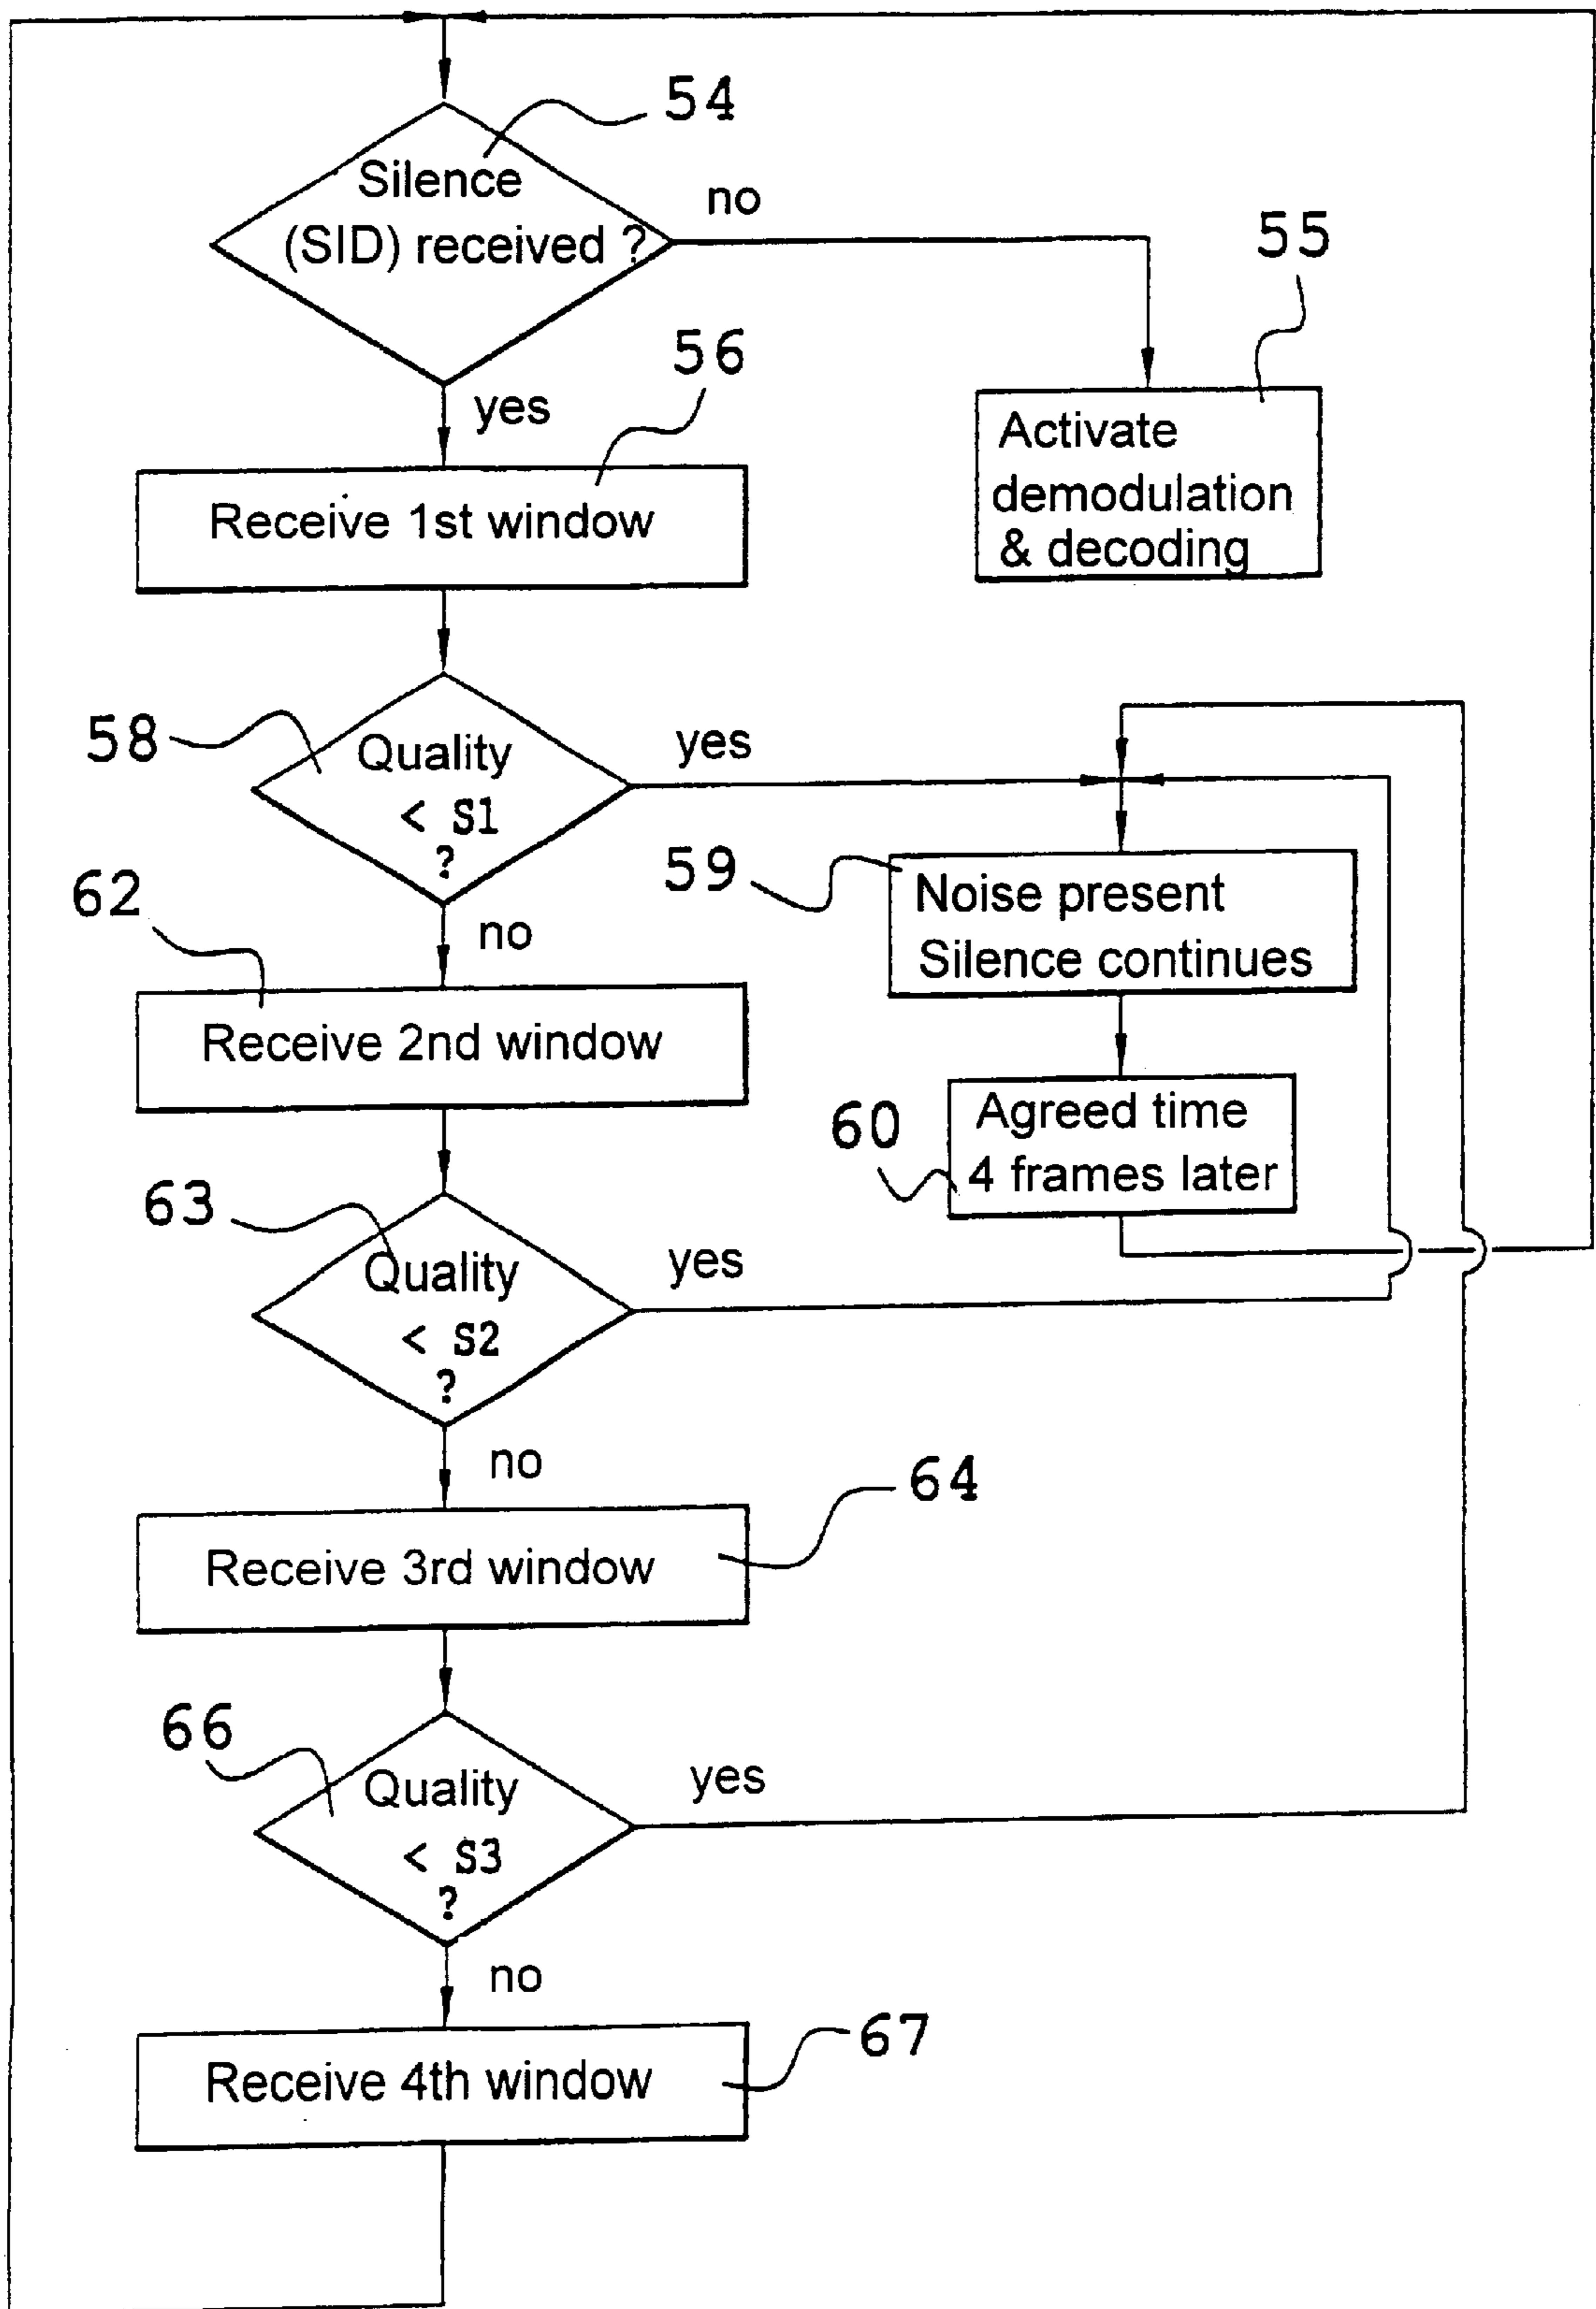 54
Silence
(SID) received ?
no
55
Activate
demodulation
& decoding
yes
56
Receive 1st window
58
Quality
< S1
?
yes
59
Noise present
Silence continues
no
62
Receive 2nd window
60
Agreed time
4 frames later
63
Quality
< S2
?
yes
no
64
Receive 3rd window
66
Quality
< S3
?
yes
no
67
Receive 4th window